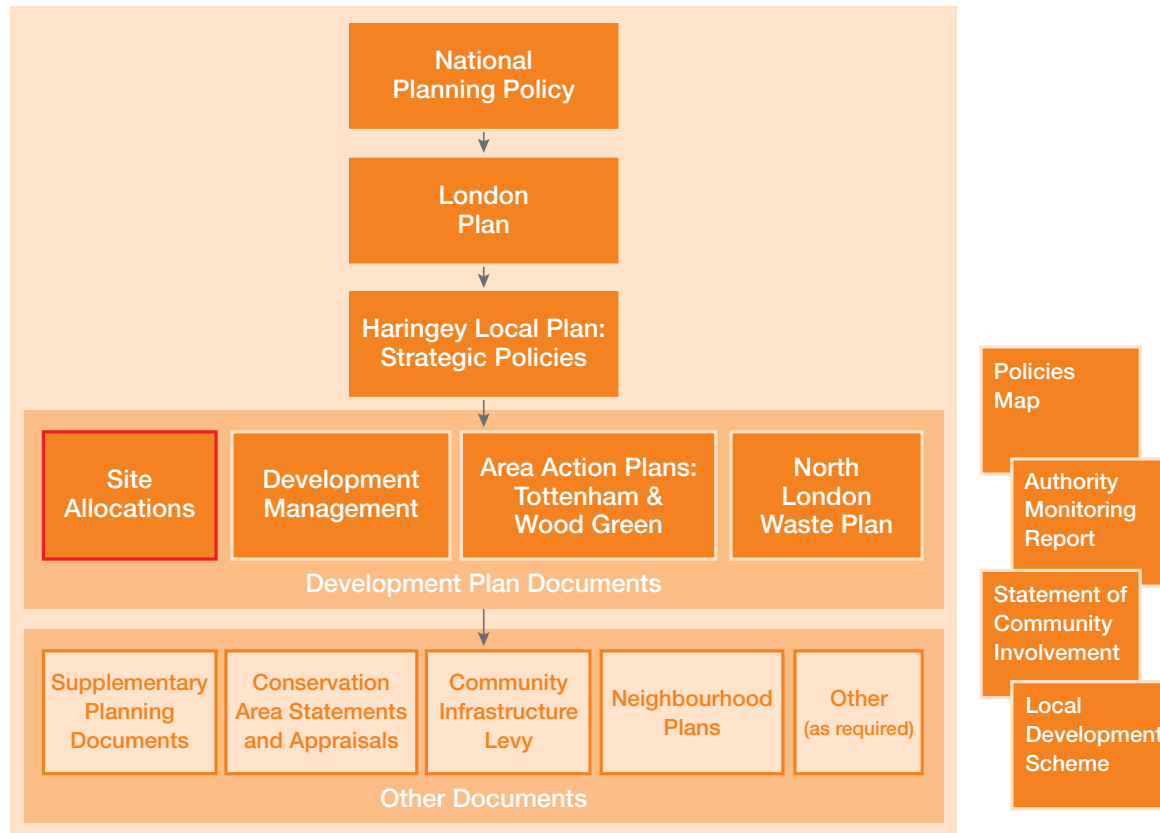 National
Planning Policy
London
Plan
Haringey Local Plan:
Strategic Policies
Site
Allocations
Development
Management
Area Action Plans:
Tottenham &
Wood Green
North
London
Waste Plan
Development Plan Documents
Supplementary
Planning
Documents
Conservation
Area Statements
and Appraisals
Community
Infrastructure
Levy
Neighbourhood
Plans
Other
(as required)
Other Documents
Policies
Map
Authority
Monitoring
Report
Statement of
Community
Involvement
Local
Development
Scheme